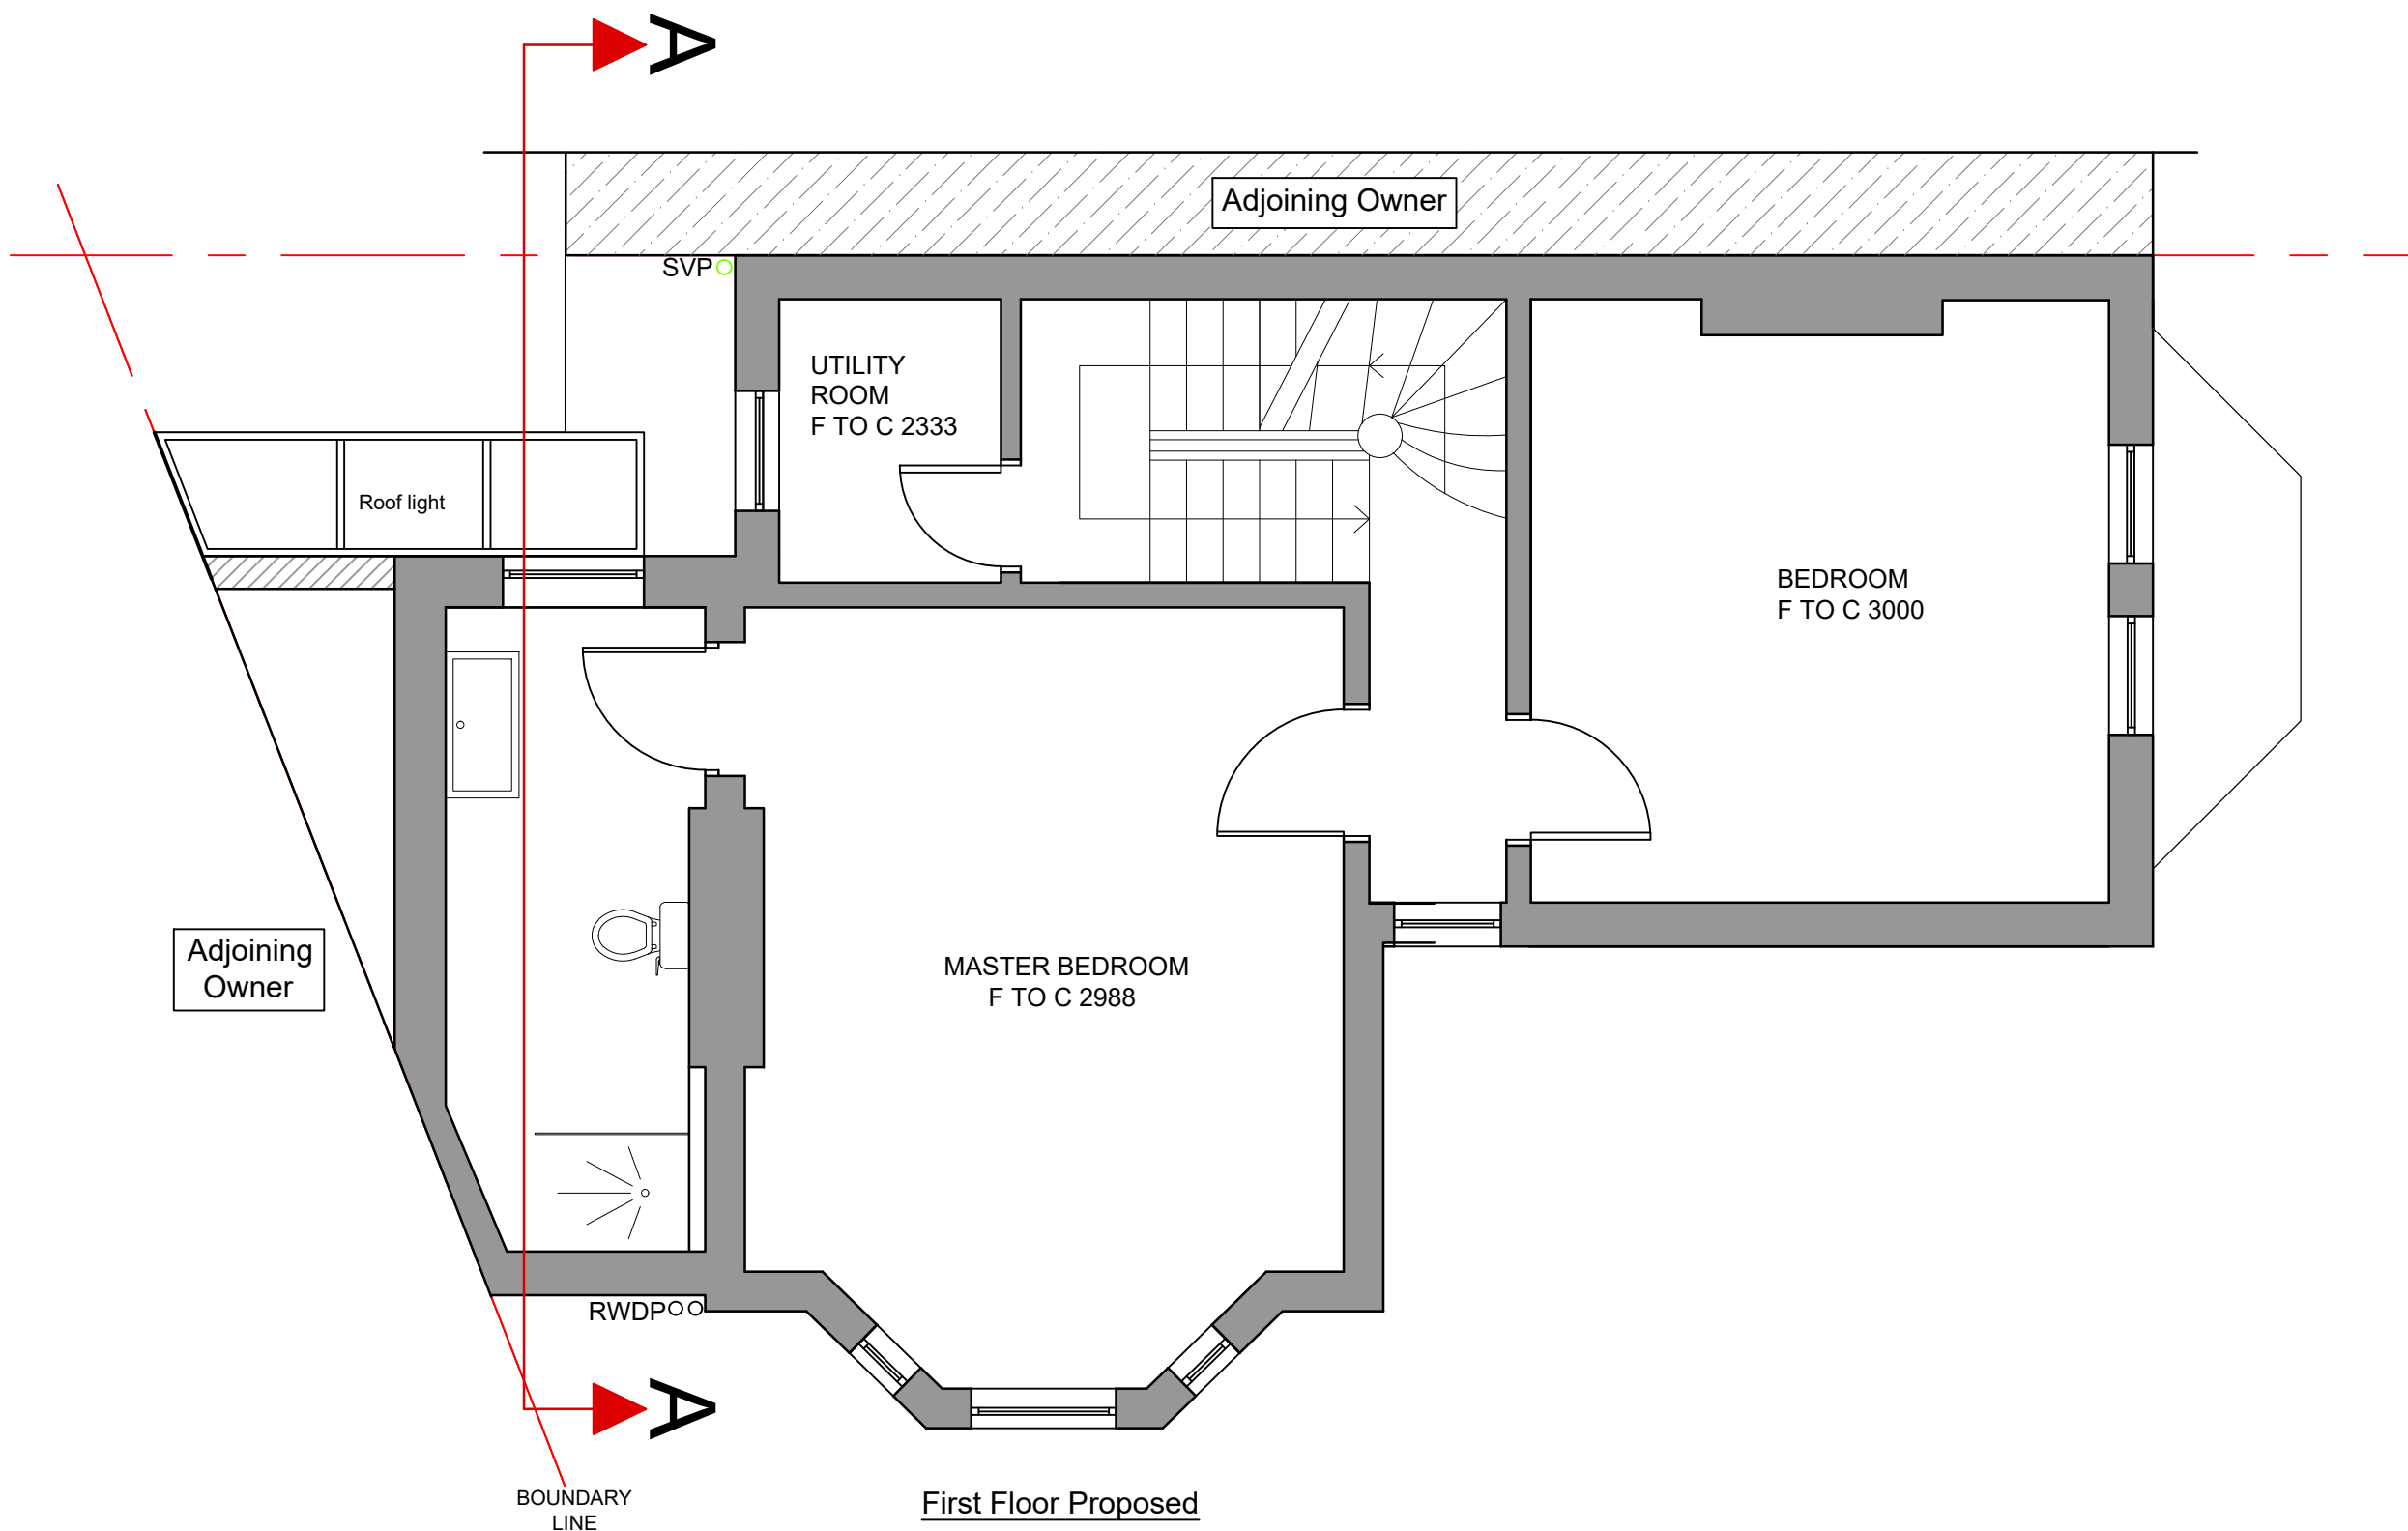 A
Adjoining Owner
SVP
UTILITY
ROOM
F TO C 2333
Roof light
BEDROOM
F TO C 3000
Adjoining
Owner
MASTER BEDROOM
F TO C 2988
RWDP
A
BOUNDARY
LINE
First Floor Proposed